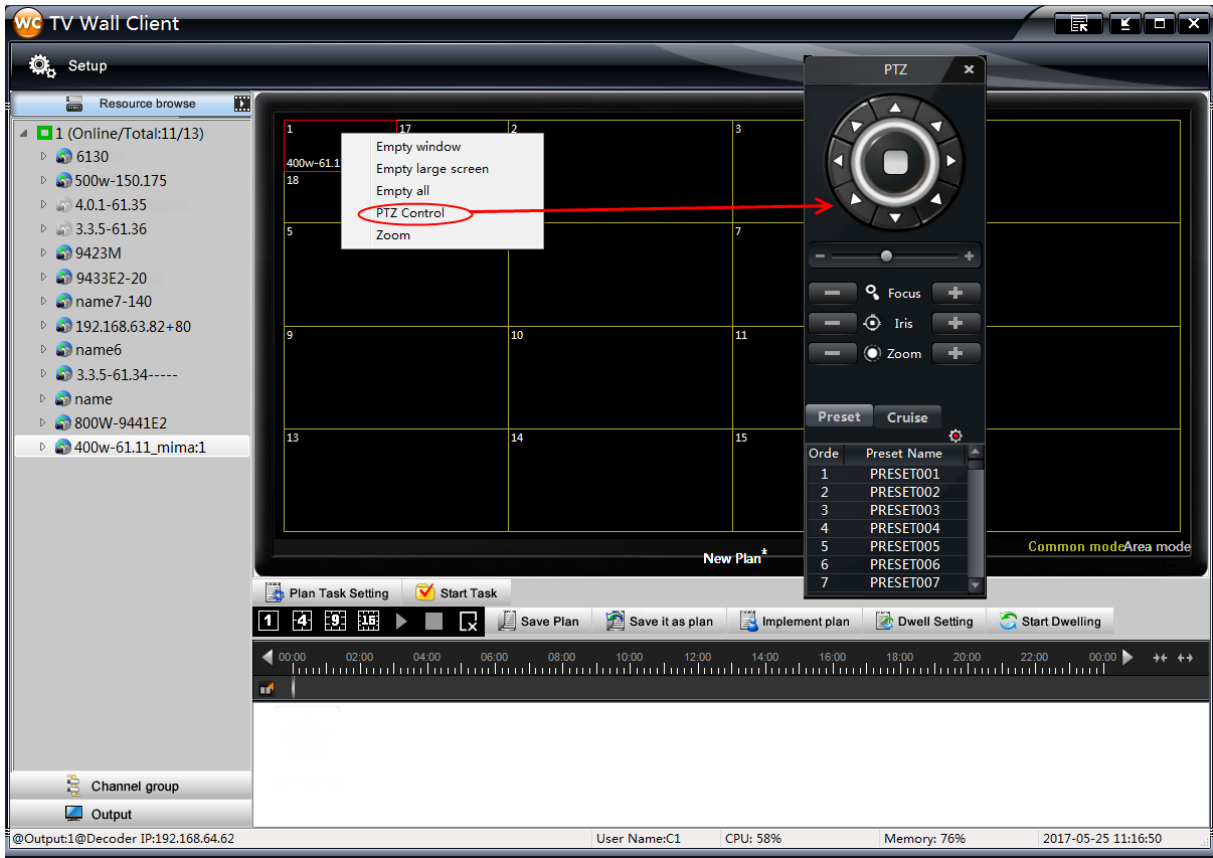 WC TV Wall Client
Setup
Resource browse
1 (Online/Total:11/13)
6130
500w-150.175
4.0.1-61.35
3.3.5-61.36
9423M
9433E2-20
name7-140
192.168.63.82+80
name6
3.3.5-61.34-----
name
800W-9441E2
400w-61.11_mima:1
Channel group
Output
1 17 2 3
400w-61.1
18
5 7
9 10 11
13 14 15
Empty window
Empty large screen
Empty all
PTZ Control
Zoom
New Plan*
Common mode Area mode
PTZ
Focus
Iris
Zoom
Preset Cruise
Orde Preset Name
1 PRESET001
2 PRESET002
3 PRESET003
4 PRESET004
5 PRESET005
6 PRESET006
7 PRESET007
Plan Task Setting Start Task
1 4 9 16 Save Plan Save it as plan Implement plan Dwell Setting Start Dwelling
00:00 02:00 04:00 06:00 08:00 10:00 12:00 14:00 16:00 18:00 20:00 22:00 00:00
@Output:1@Decoder IP:192.168.64.62 User Name:C1 CPU: 58% Memory: 76% 2017-05-25 11:16:50